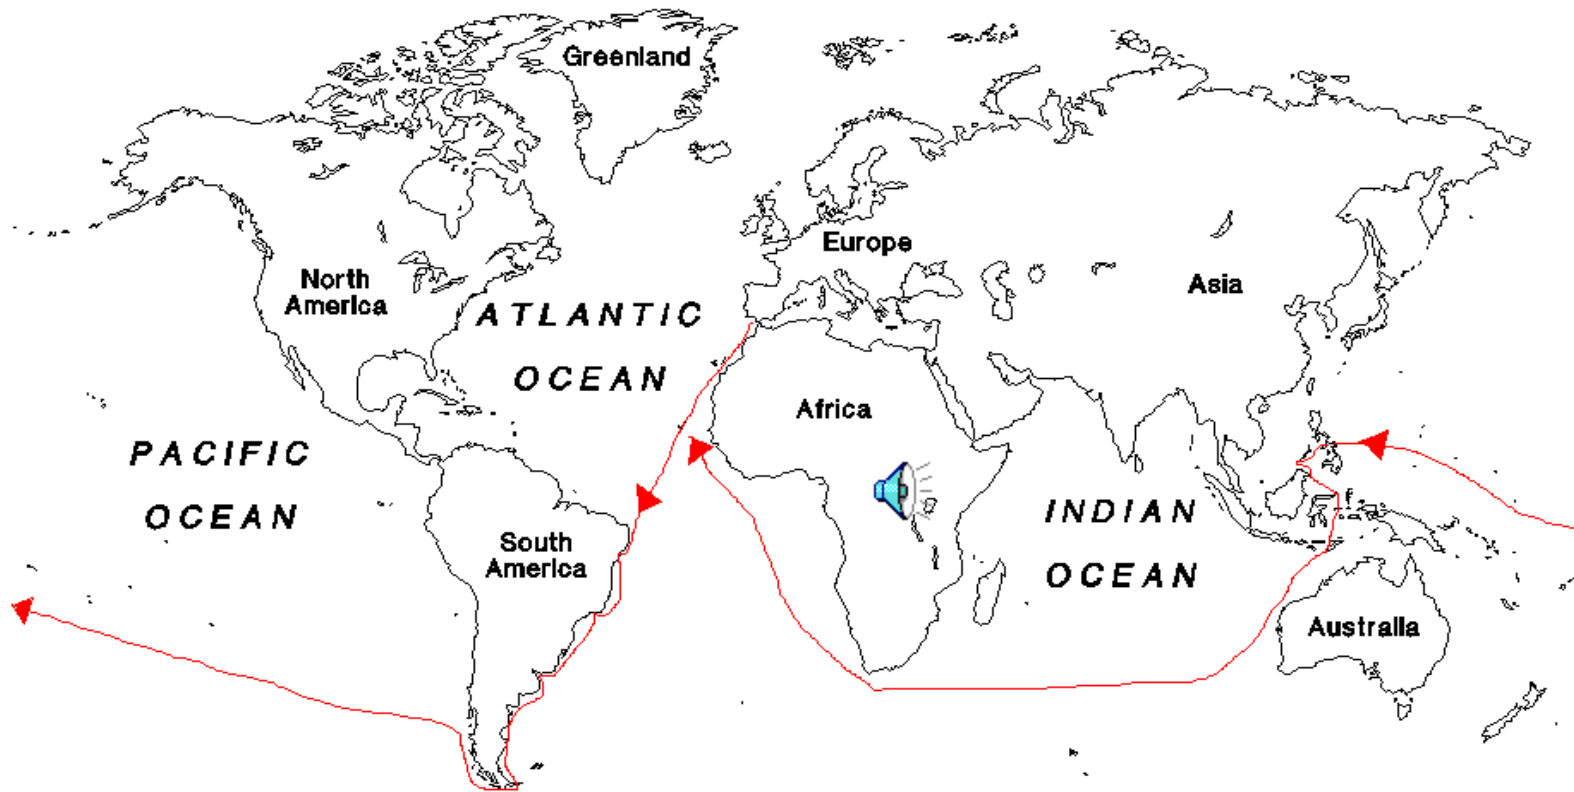 Greenland
Europe
North
America
Asia
ATLANTIC
OCEAN
Africa
PACIFIC
OCEAN
INDIAN
OCEAN
South
America
Australia